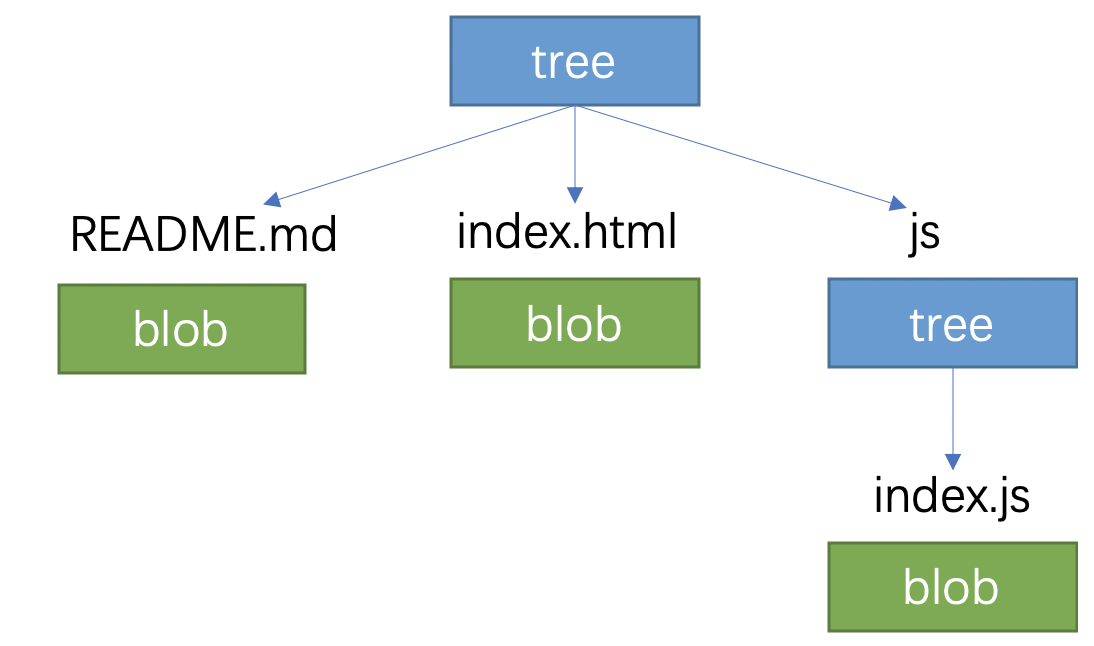 tree
README.md
index.html
js
blob
blob
tree
index.js
blob